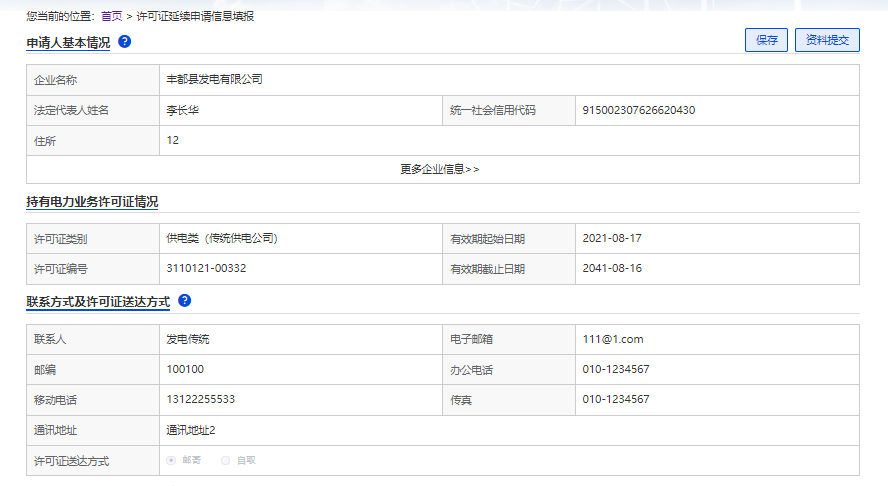 您当前的位置：首页 > 许可证延续申请信息填报
申请人基本情况 ? 保存 资料提交
企业名称 丰都县发电有限公司
法定代表人姓名 李长华 统一社会信用代码 915002307626620430
住所 12
更多企业信息>>
持有电力业务许可证情况
许可证类别 供电类（传统供电公司） 有效期起始日期 2021-08-17
许可证编号 3110121-00332 有效期截止日期 2041-08-16
联系方式及许可证送达方式 ?
联系人 发电传统 电子邮箱 111@1.com
邮编 100100 办公电话 010-1234567
移动电话 13122255533 传真 010-1234567
通讯地址 通讯地址2
许可证送达方式 邮寄 自取